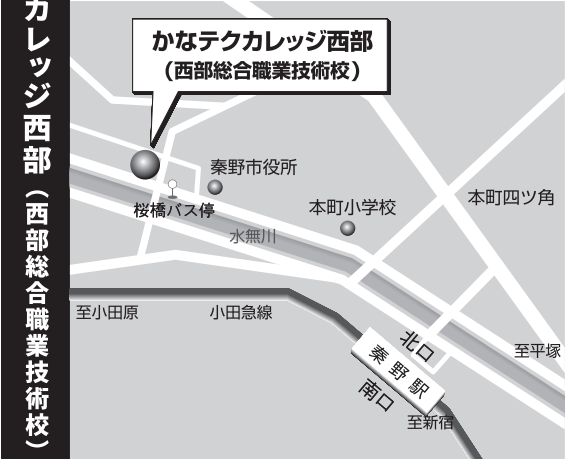 カレッジ西部（西部総合職業技術校）
かなテクカレッジ西部
（西部総合職業技術校）
秦野市役所
桜橋バス停
本町小学校
本町四ツ角
水無川
至小田原
小田急線
北口
秦野駅
南口
至平塚
至新宿